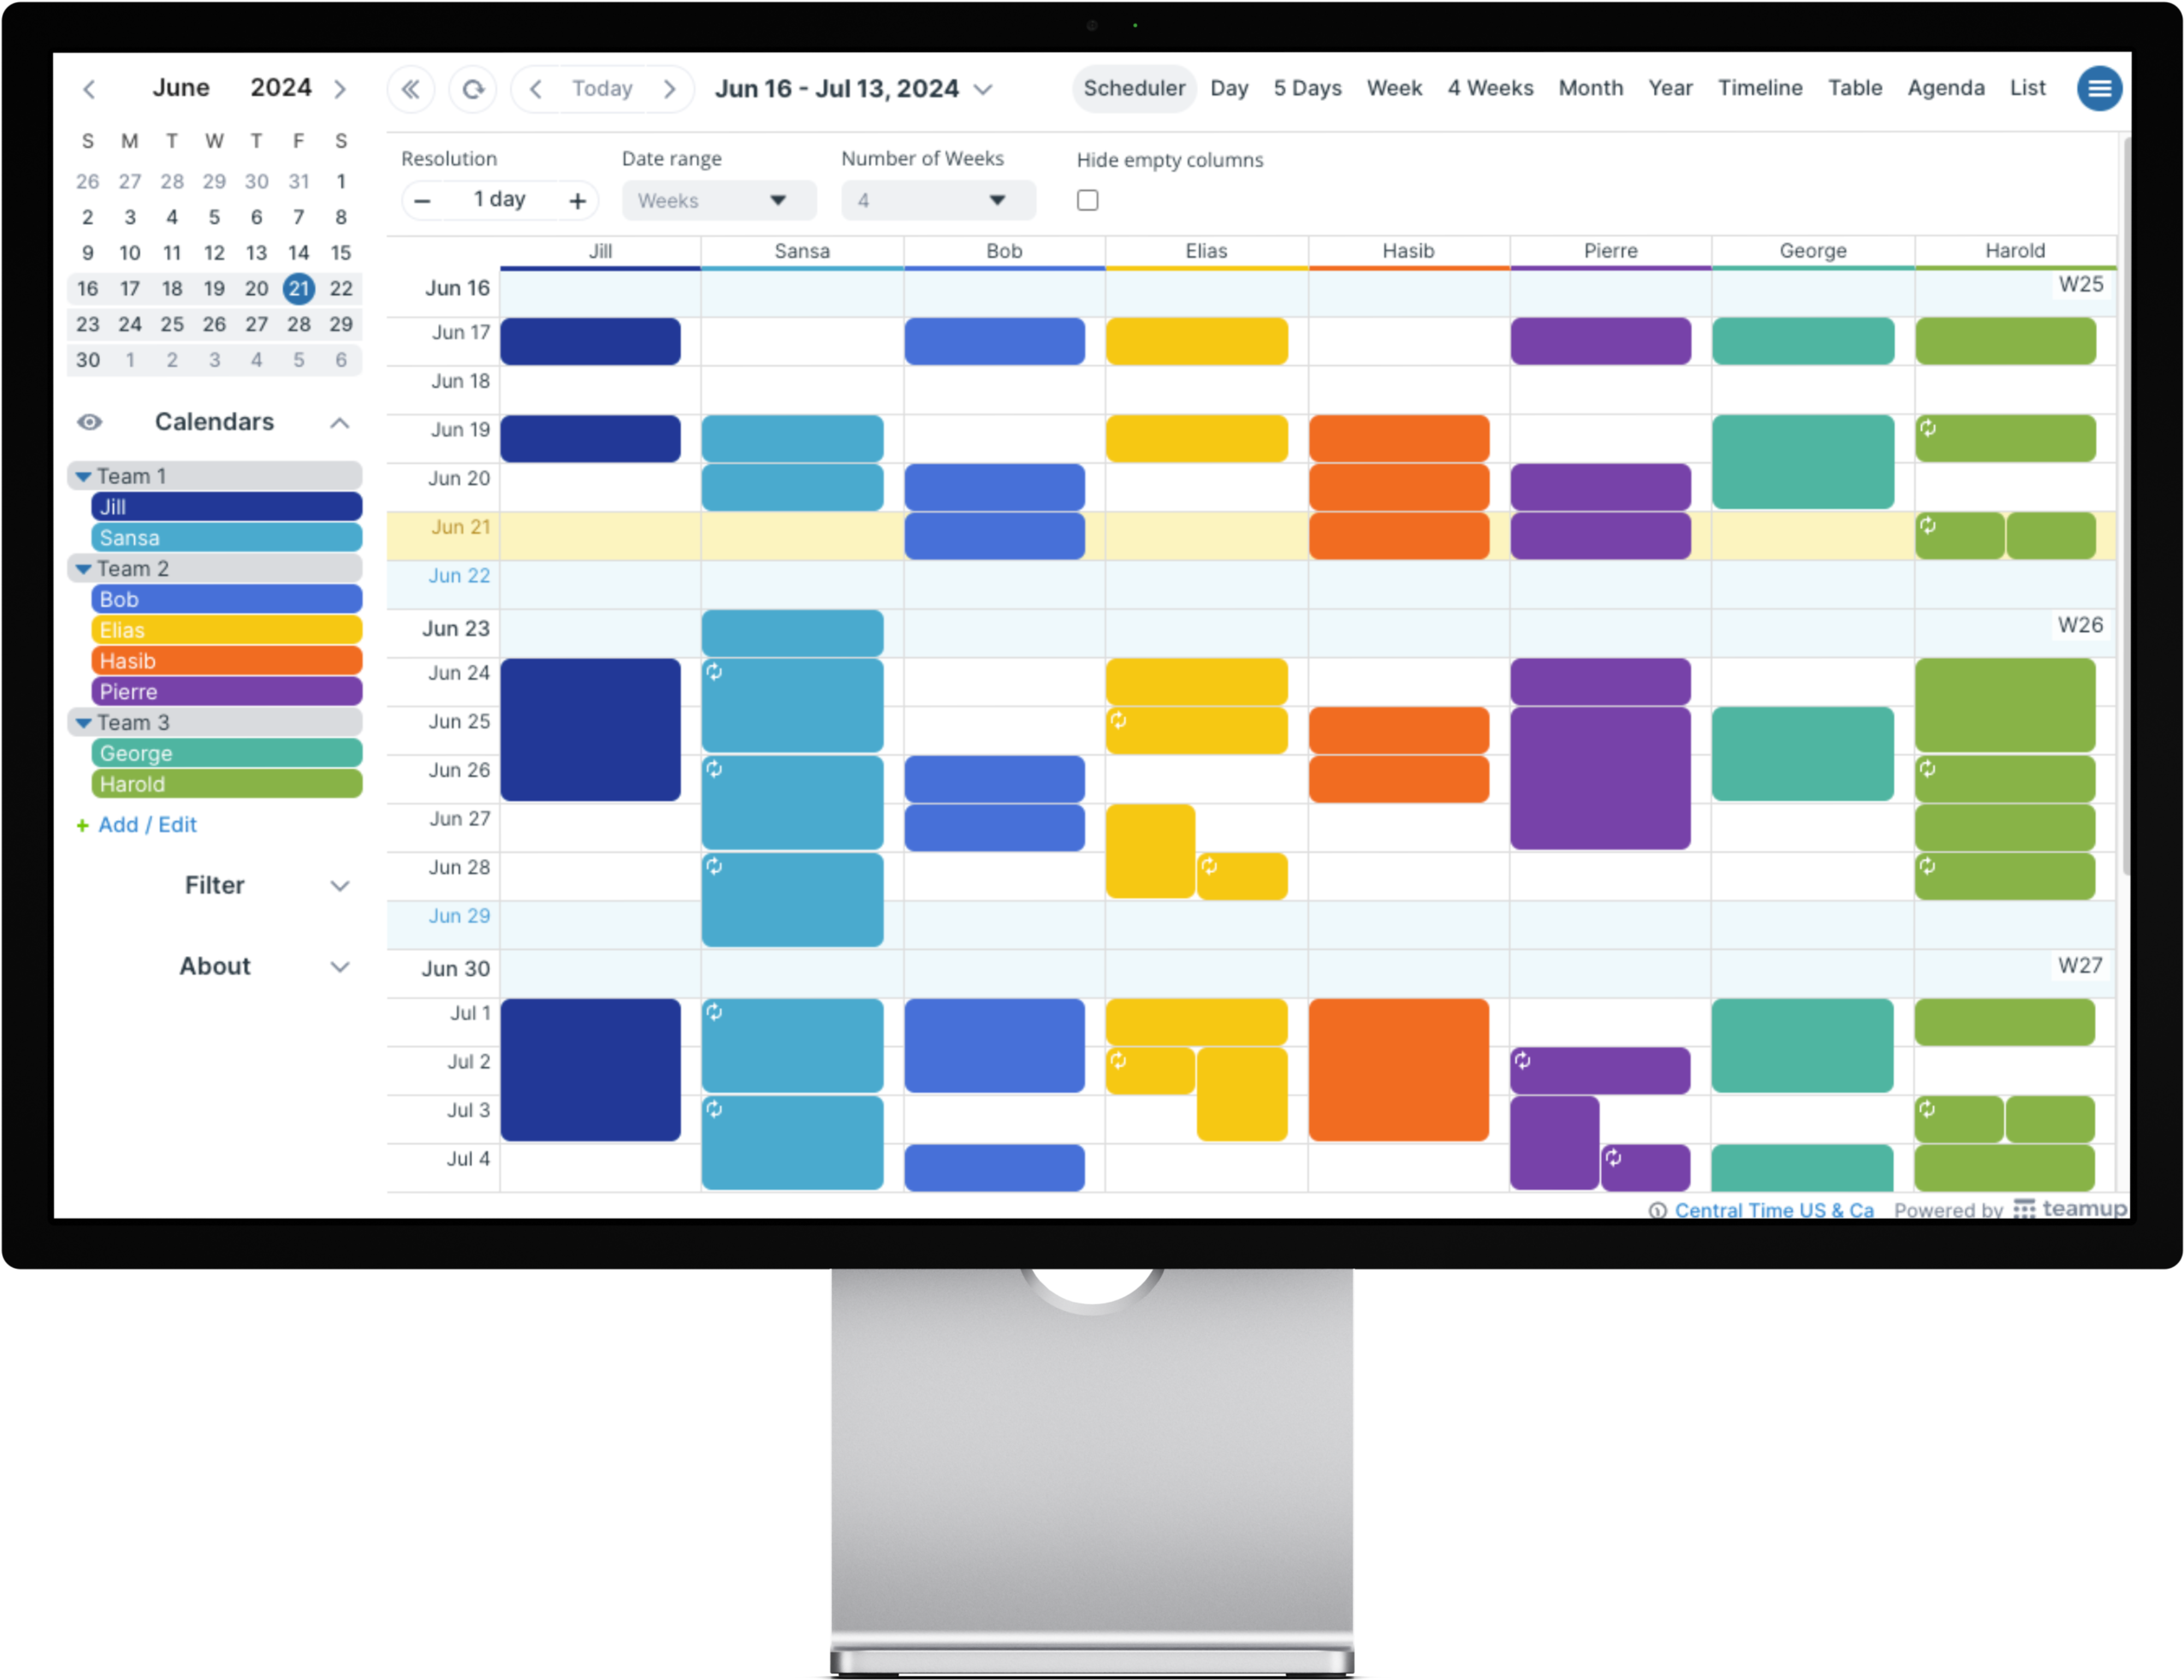 June 2024
S M T W T F S
26 27 28 29 30 31 1
2 3 4 5 6 7 8
9 10 11 12 13 14 15
16 17 18 19 20 21 22
23 24 25 26 27 28 29
30 1 2 3 4 5 6
Calendars
Team 1
Jill
Sansa
Team 2
Bob
Elias
Hasib
Pierre
Team 3
George
Harold
+ Add / Edit
Filter
About
Today
Jun 16 - Jul 13, 2024
Scheduler Day 5 Days Week 4 Weeks Month Year Timeline Table Agenda List
Resolution Date range Number of Weeks Hide empty columns
− 1 day + Weeks 4
Jill Sansa Bob Elias Hasib Pierre George Harold
Jun 16 W25
Jun 17
Jun 18
Jun 19
Jun 20
Jun 21
Jun 22
Jun 23 W26
Jun 24
Jun 25
Jun 26
Jun 27
Jun 28
Jun 29
Jun 30 W27
Jul 1
Jul 2
Jul 3
Jul 4
Central Time US & Ca Powered by teamup